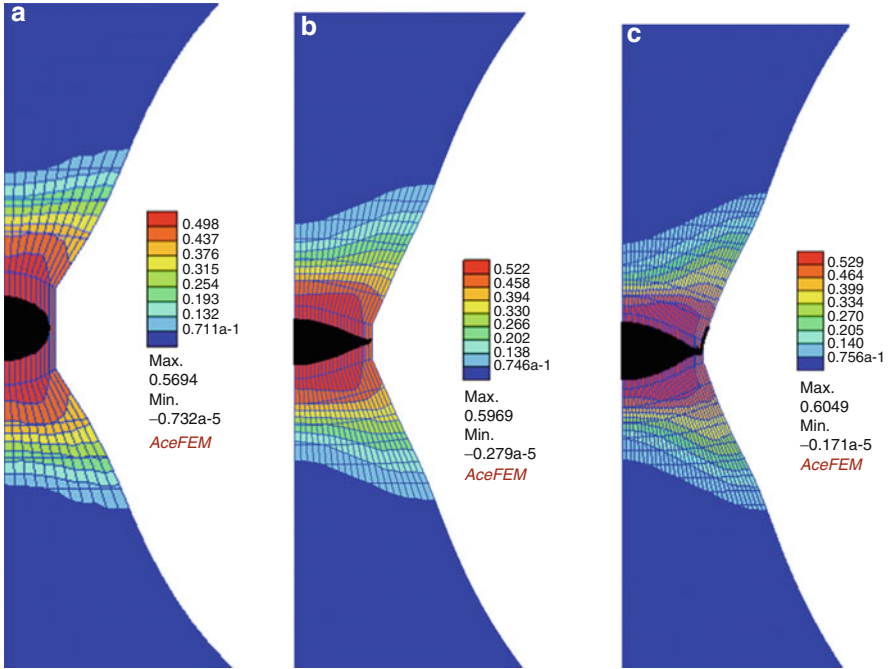 a
0.498
0.437
0.376
0.315
0.254
0.193
0.132
0.711a-1
Max.
0.5694
Min.
−0.732a-5
AceFEM
b
0.522
0.458
0.394
0.330
0.266
0.202
0.138
0.746a-1
Max.
0.5969
Min.
−0.279a-5
AceFEM
c
0.529
0.464
0.399
0.334
0.270
0.205
0.140
0.756a-1
Max.
0.6049
Min.
−0.171a-5
AceFEM